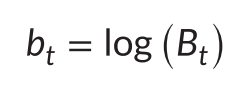 b_t = log (B_t)